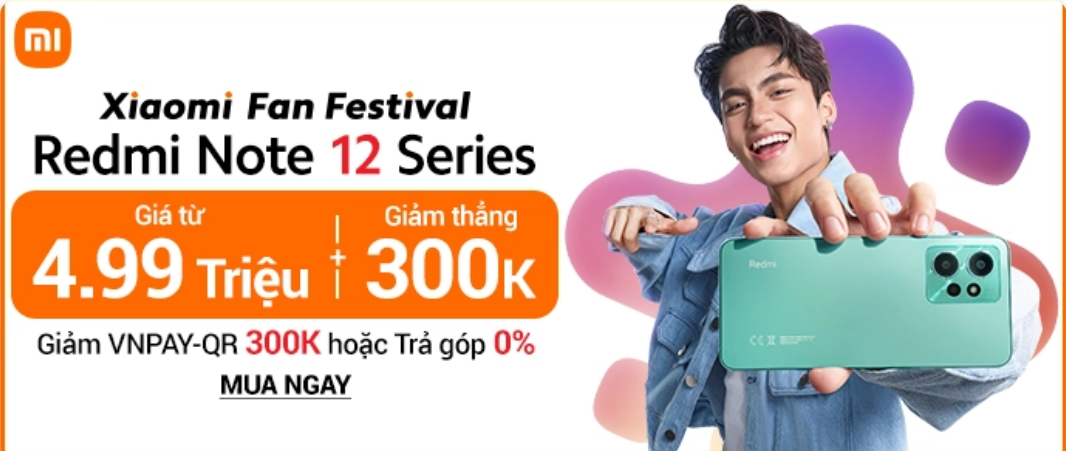 mi
Xiaomi Fan Festival
Redmi Note 12 Series
Giá từ
4.99 Triệu
+
Giảm thẳng
300K
Giảm VNPAY-QR 300K hoặc Trả góp 0%
MUA NGAY
Redmi